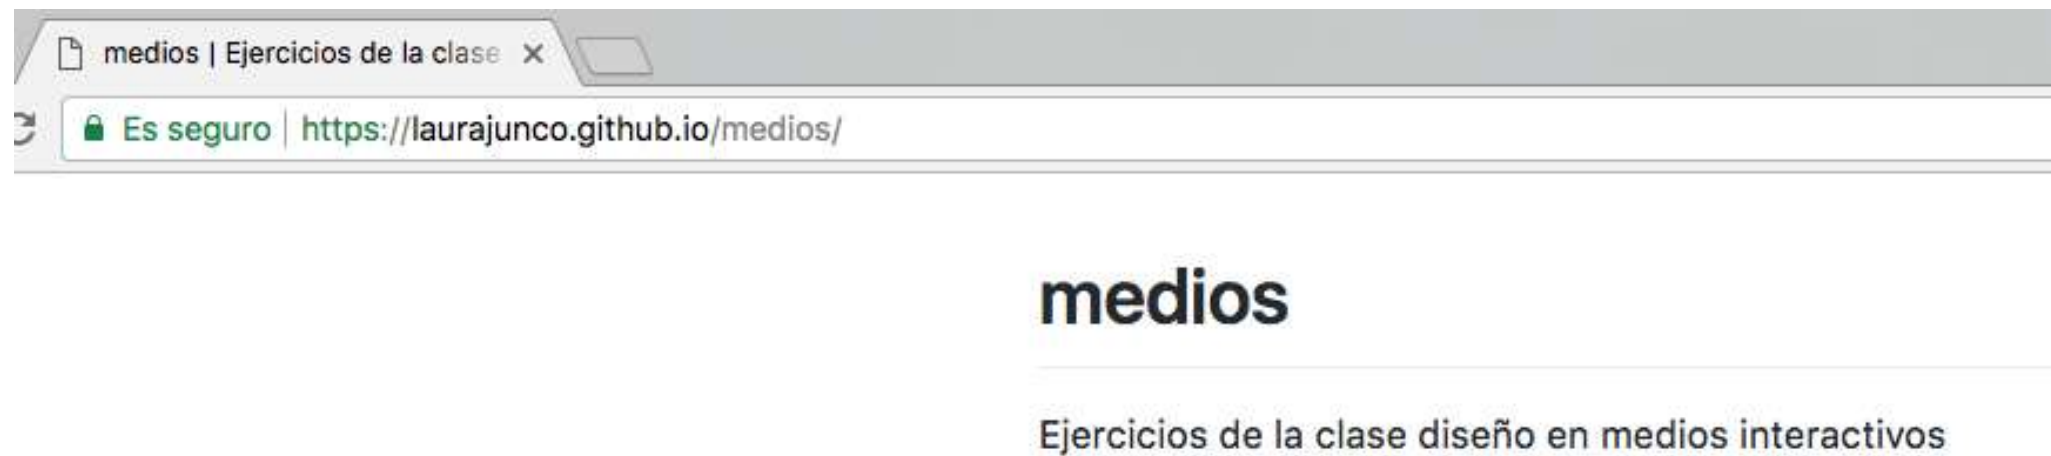 medios | Ejercicios de la clase
Es seguro | https://laurajunco.github.io/medios/
medios
Ejercicios de la clase diseño en medios interactivos